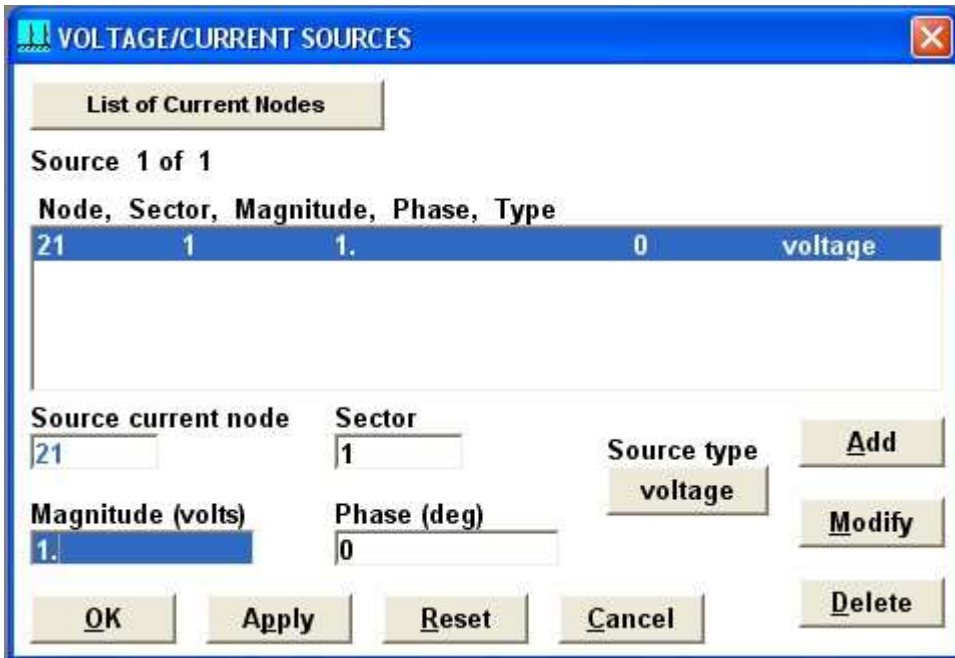 VOLTAGE/CURRENT SOURCES
List of Current Nodes
Source 1 of 1
Node, Sector, Magnitude, Phase, Type
21 1 1. 0 voltage
Source current node Sector
21 1
Source type
voltage
Add
Magnitude (volts) Phase (deg)
1. 0
Modify
OK Apply Reset Cancel Delete